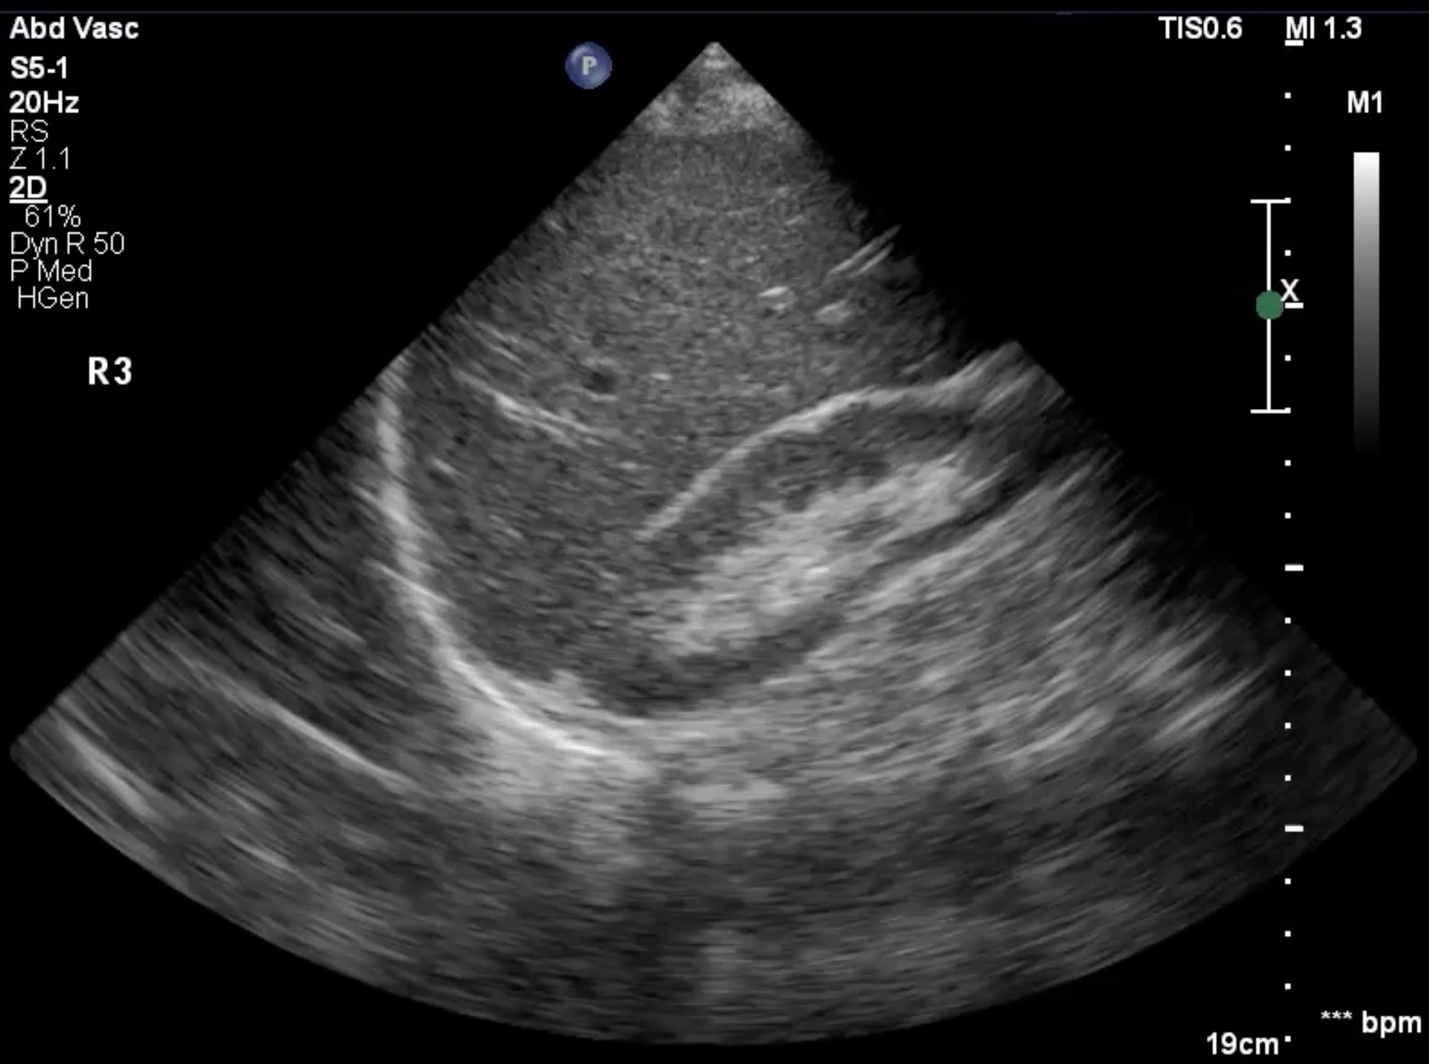 Abd Vasc
S5-1
20Hz
RS
Z 1.1
2D
61%
Dyn R 50
P Med
HGen
R3
P
TIS0.6 MI 1.3
M1
X
*** bpm
19cm